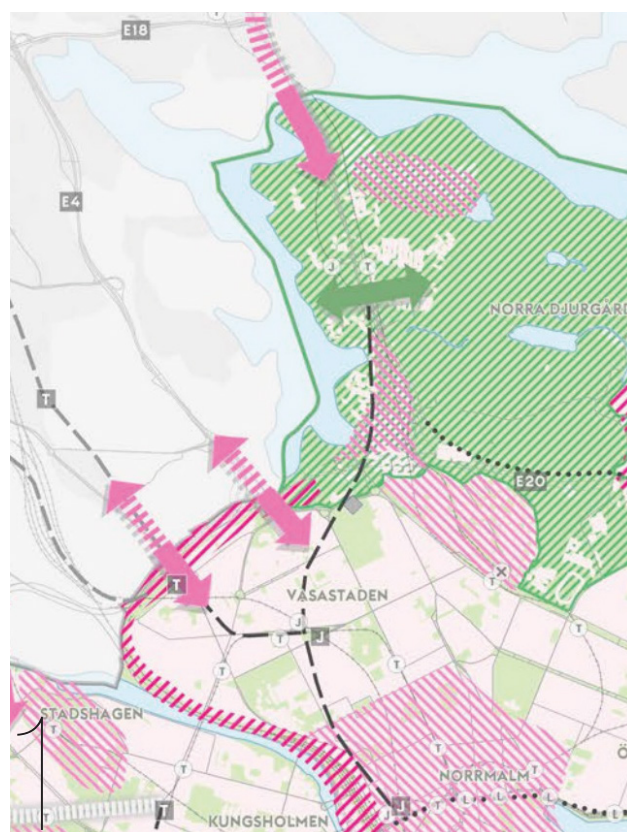 E18
E4
J T
NORRA DJURGÅRD
T
E20
T
T
VASASTADEN
J
T J
T
T
T
STADSHAGEN
T
T
T
NORRMALM
T
T
T
KUNGSHOLMEN
J
J
T L L L